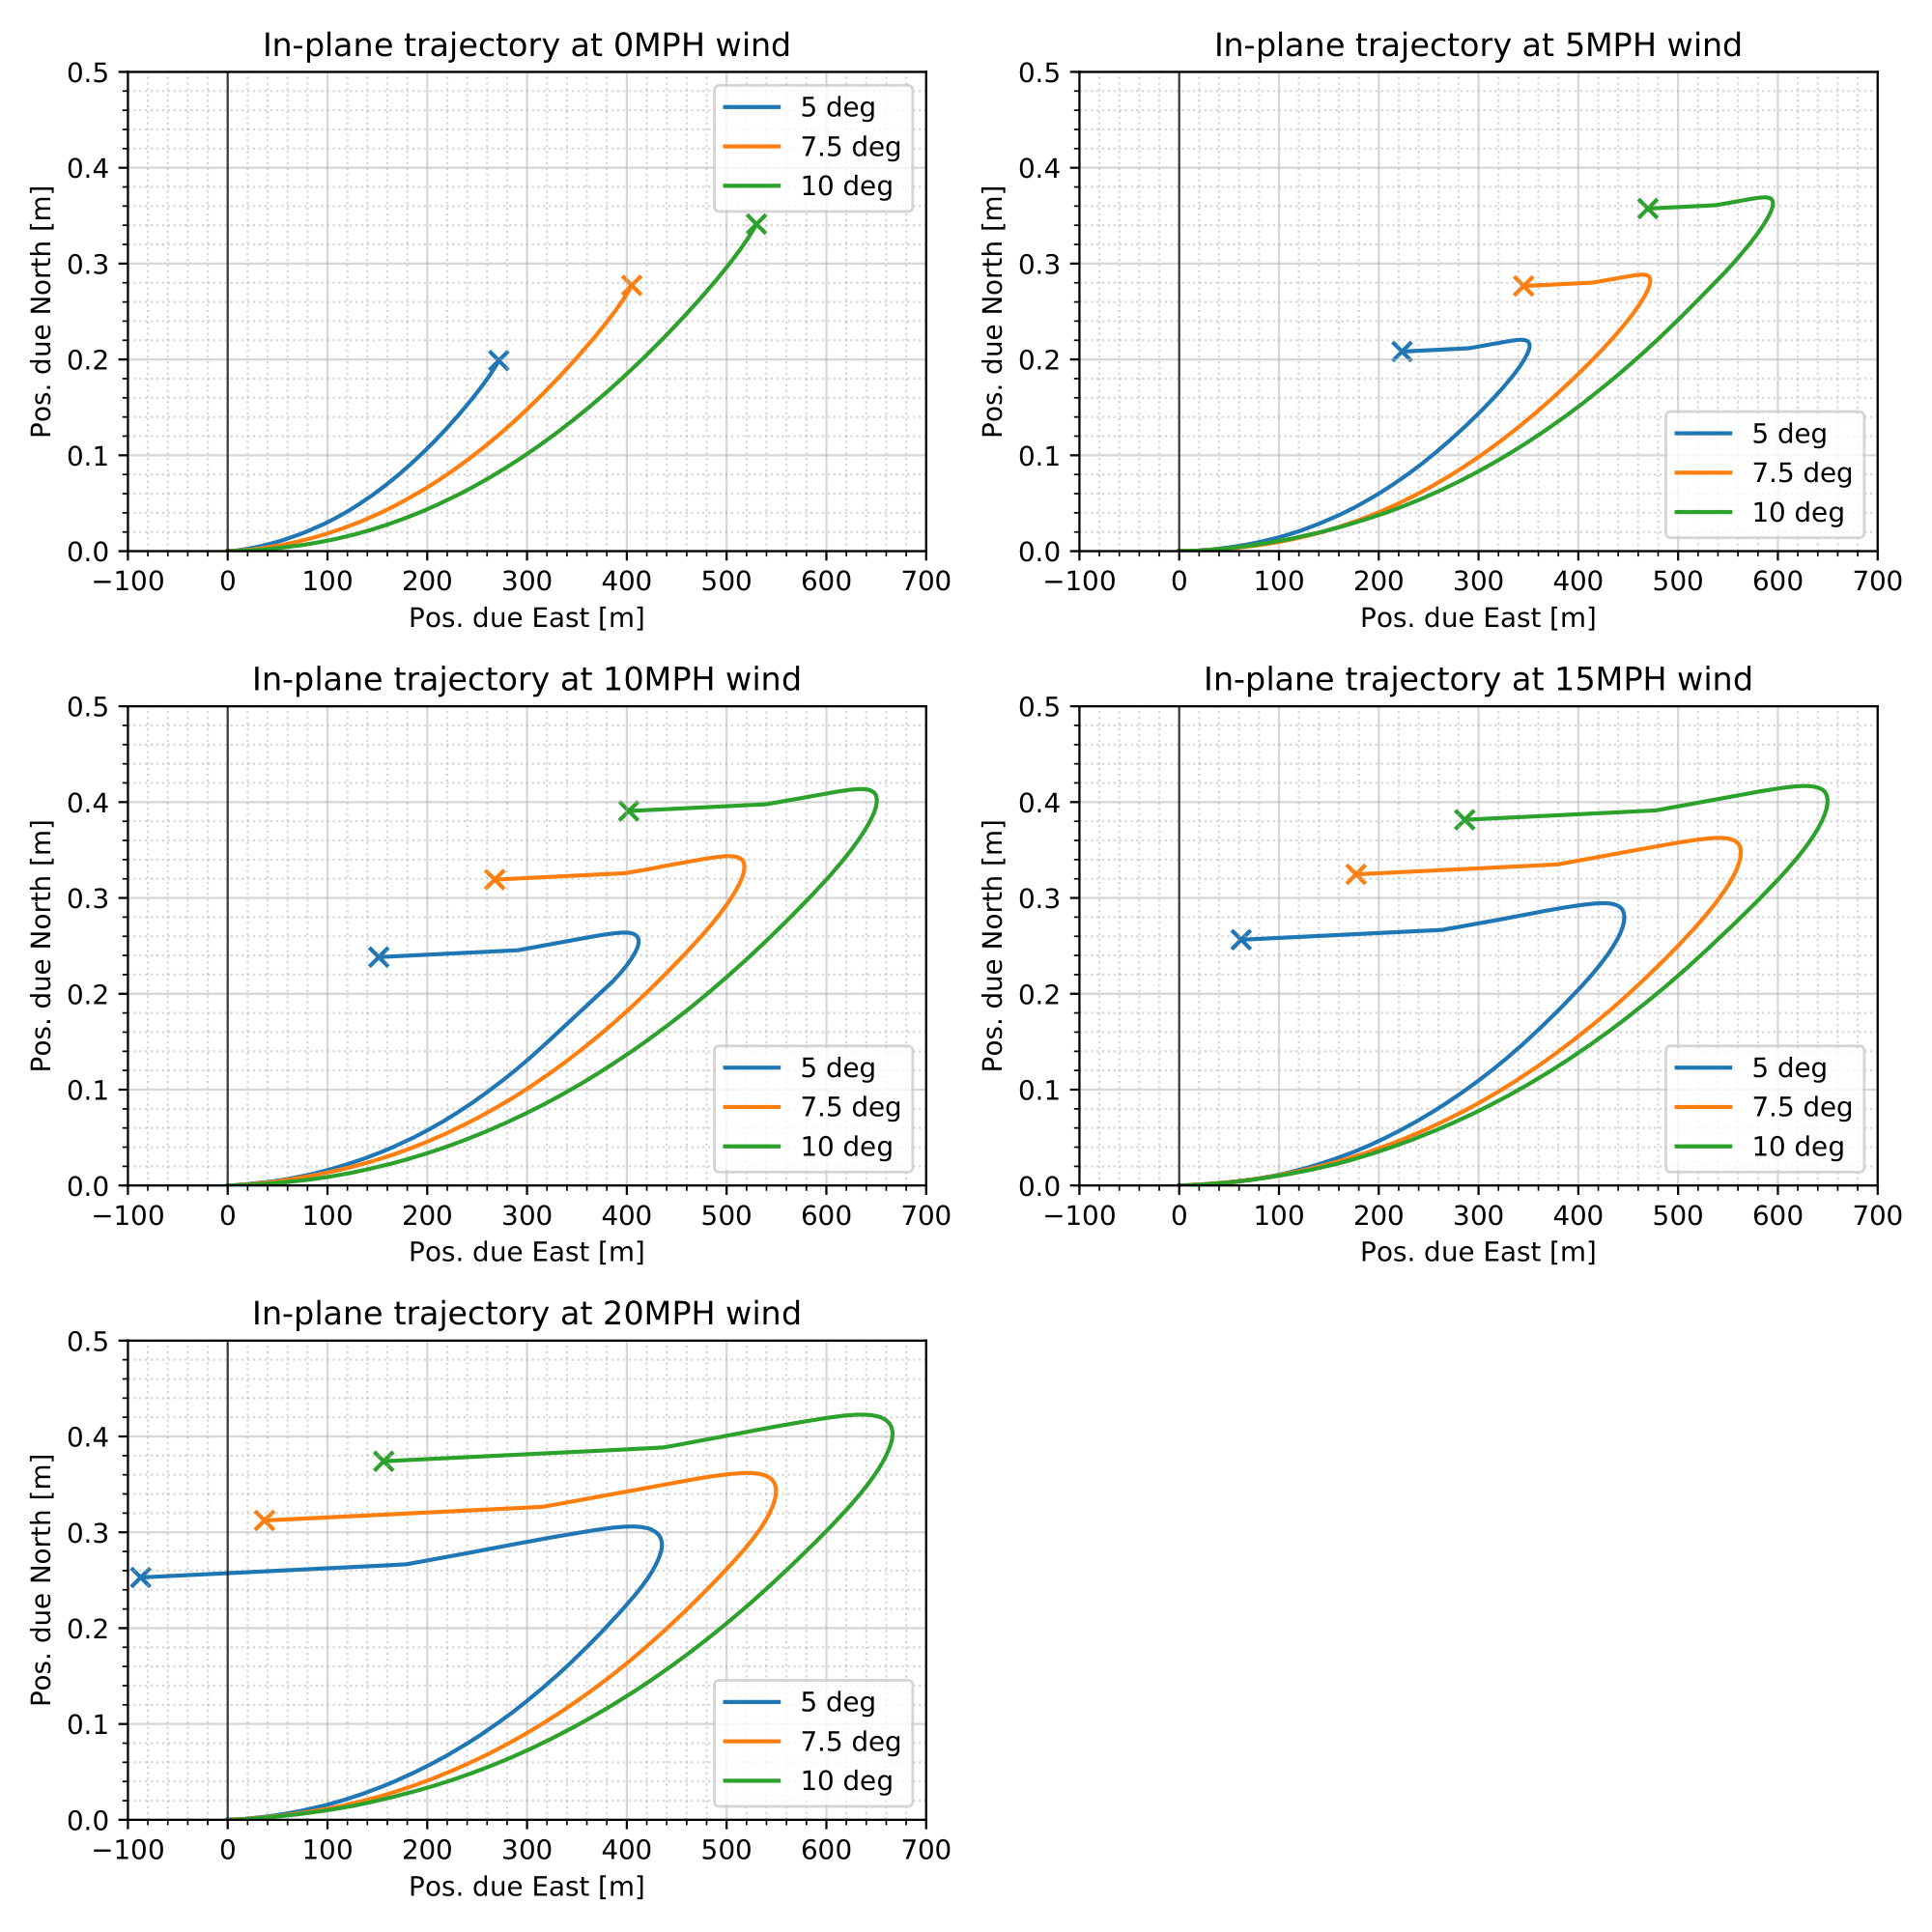 In-plane trajectory at 0MPH wind
0.5
0.4
0.3
0.2
0.1
0.0
Pos. due North [m]
5 deg
7.5 deg
10 deg
−100 0 100 200 300 400 500 600 700
Pos. due East [m]
In-plane trajectory at 5MPH wind
0.5
0.4
0.3
0.2
0.1
0.0
Pos. due North [m]
5 deg
7.5 deg
10 deg
−100 0 100 200 300 400 500 600 700
Pos. due East [m]
In-plane trajectory at 10MPH wind
0.5
0.4
0.3
0.2
0.1
0.0
Pos. due North [m]
5 deg
7.5 deg
10 deg
−100 0 100 200 300 400 500 600 700
Pos. due East [m]
In-plane trajectory at 15MPH wind
0.5
0.4
0.3
0.2
0.1
0.0
Pos. due North [m]
5 deg
7.5 deg
10 deg
−100 0 100 200 300 400 500 600 700
Pos. due East [m]
In-plane trajectory at 20MPH wind
0.5
0.4
0.3
0.2
0.1
0.0
Pos. due North [m]
5 deg
7.5 deg
10 deg
−100 0 100 200 300 400 500 600 700
Pos. due East [m]